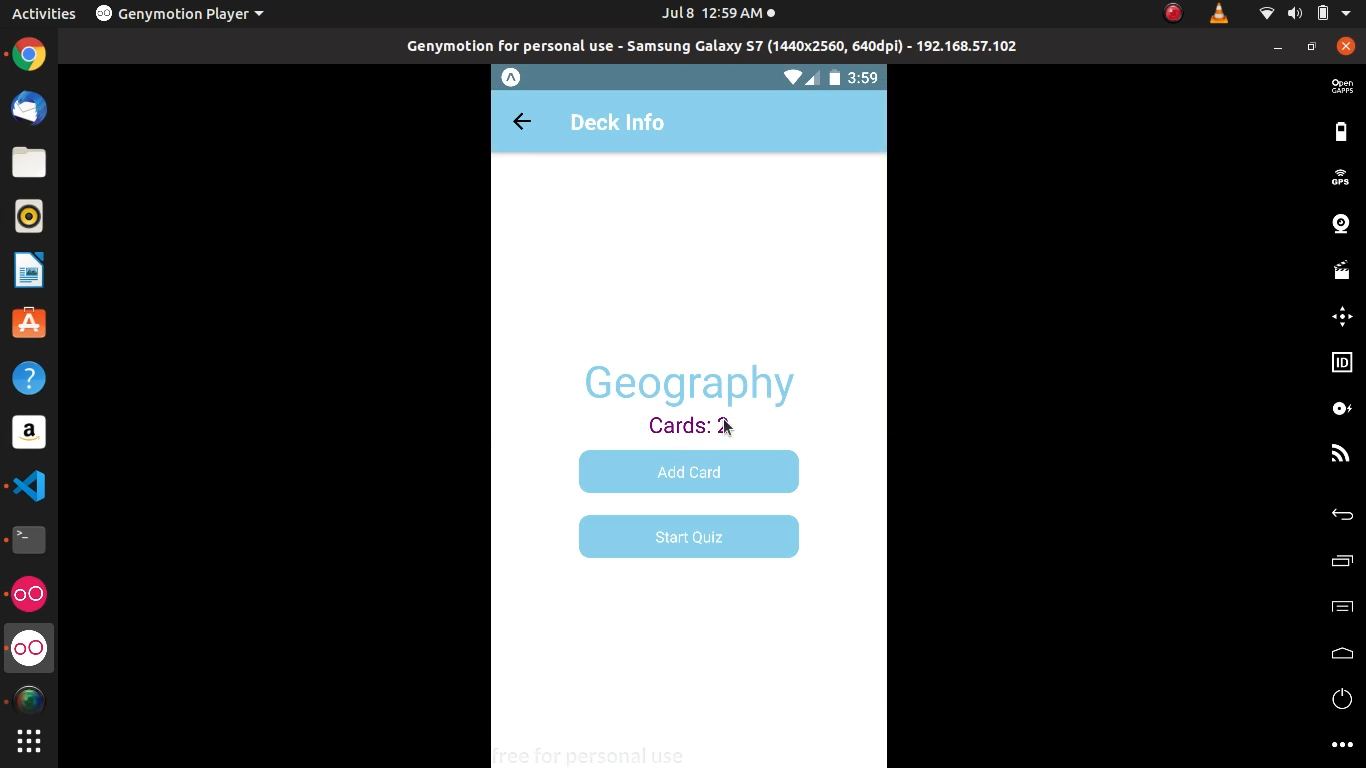 Activities
Genymotion Player
Jul 8 12:59 AM
Genymotion for personal use - Samsung Galaxy S7 (1440x2560, 640dpi) - 192.168.57.102
3:59
Deck Info
Geography
Cards: 2
Add Card
Start Quiz
free for personal use
Open
GAPPS
GPS
ID